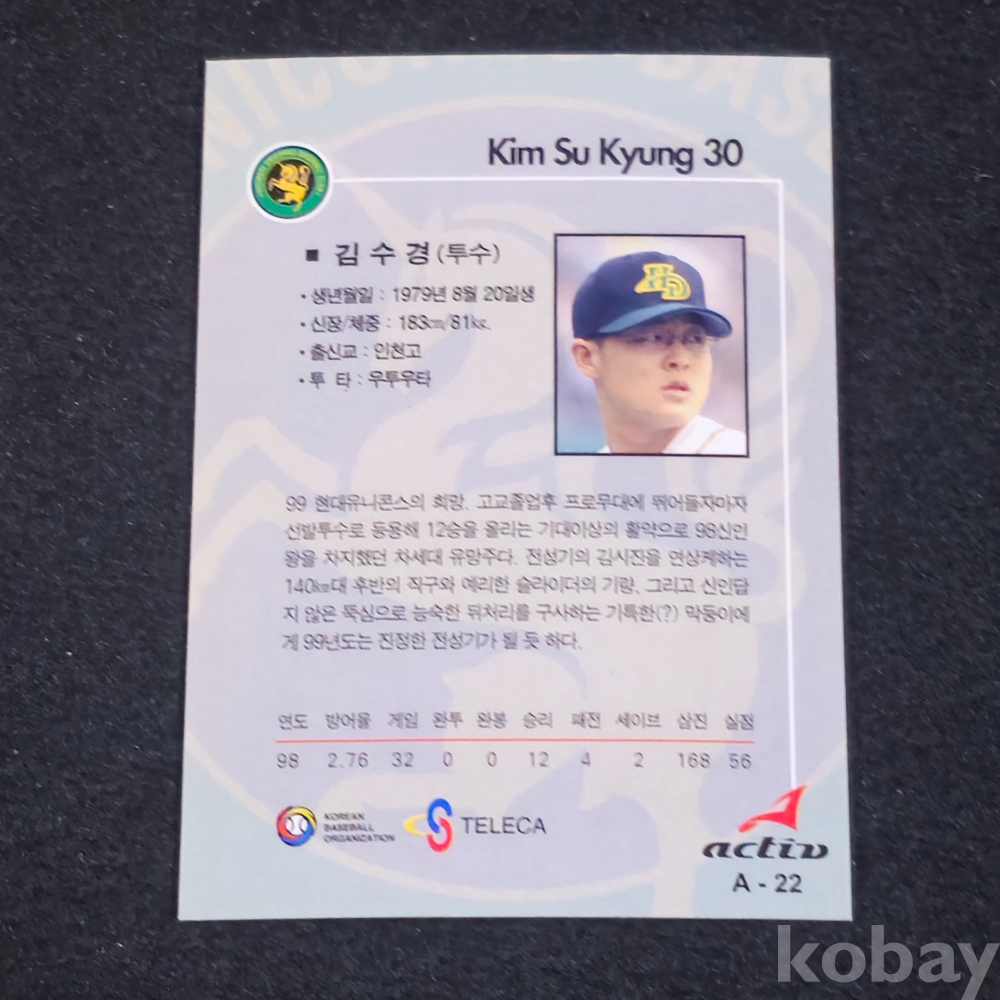 Kim Su Kyung 30
■ 김 수 경 (투수)
• 생년월일 : 1979년 8월 20일생
• 신장/체중 : 183㎝/81㎏.
• 출신교 : 인천고
• 투 타 : 우투우타
99 현대유니콘스의 희망. 고교졸업후 프로무대에 뛰어들자마자
선발투수로 등용해 12승을 올리는 기대이상의 활약으로 98신인
왕을 차지했던 차세대 유망주다. 전성기의 김시진을 연상케하는
140㎞대 후반의 직구와 예리한 슬라이더의 기량, 그리고 신인답
지 않은 뚝심으로 능숙한 뒤처리를 구사하는 기특한(?) 막둥이에
게 99년도는 진정한 전성기가 될 듯 하다.
연도 방어율 게임 완투 완봉 승리 패전 세이브 삼진 실점
98 2.76 32 0 0 12 4 2 168 56
KOREAN
BASEBALL
ORGANIZATION
TELECA
activ
A - 22
kobay